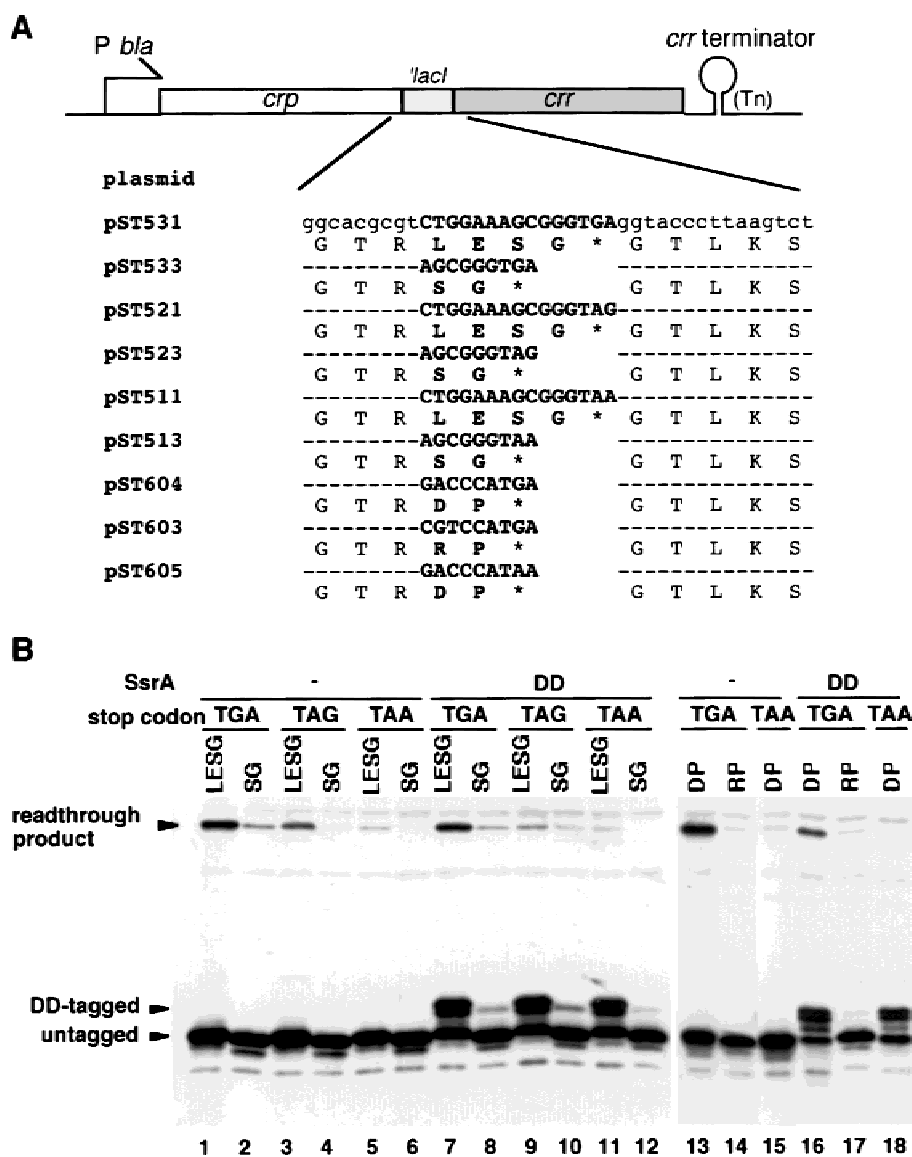 A
P bla
'lacI
crr terminator
crp
crr
(Tn)
plasmid
pST531 ggcacgcgtCTGGAAAGCGGGTGAggtacccttaagtct
G T R L E S G * G T L K S
pST533 ---------AGCGGGTGA ---------------
G T R S G * G T L K S
pST521 ---------CTGGAAAGCGGGTAG---------------
G T R L E S G * G T L K S
pST523 ---------AGCGGGTAG ---------------
G T R S G * G T L K S
pST511 ---------CTGGAAAGCGGGTAA---------------
G T R L E S G * G T L K S
pST513 ---------AGCGGGTAA ---------------
G T R S G * G T L K S
pST604 ---------GACCCATGA ---------------
G T R D P * G T L K S
pST603 ---------CGTCCATGA ---------------
G T R R P * G T L K S
pST605 ---------GACCCATAA ---------------
G T R D P * G T L K S
B
SsrA - DD - DD
stop codon TGA TAG TAA TGA TAG TAA TGA TAA TGA TAA
LESG SG LESG SG LESG SG LESG SG LESG SG LESG SG DP RP DP DP RP DP
readthrough
product
DD-tagged
untagged
1 2 3 4 5 6 7 8 9 10 11 12 13 14 15 16 17 18